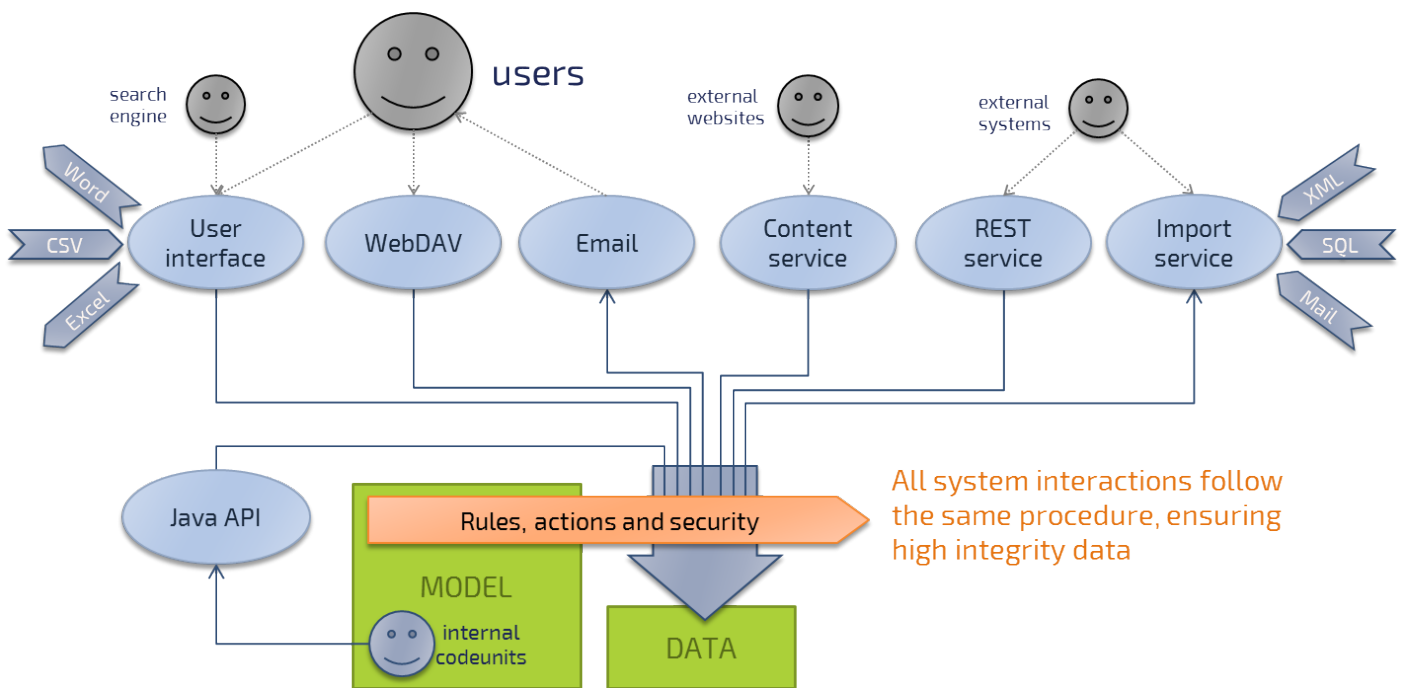 users
search
engine
external
websites
external
systems
Word
CSV
Excel
User
interface
WebDAV
Email
Content
service
REST
service
Import
service
XML
SQL
Mail
Java API
Rules, actions and security
All system interactions follow
the same procedure, ensuring
high integrity data
MODEL
internal
codeunits
DATA